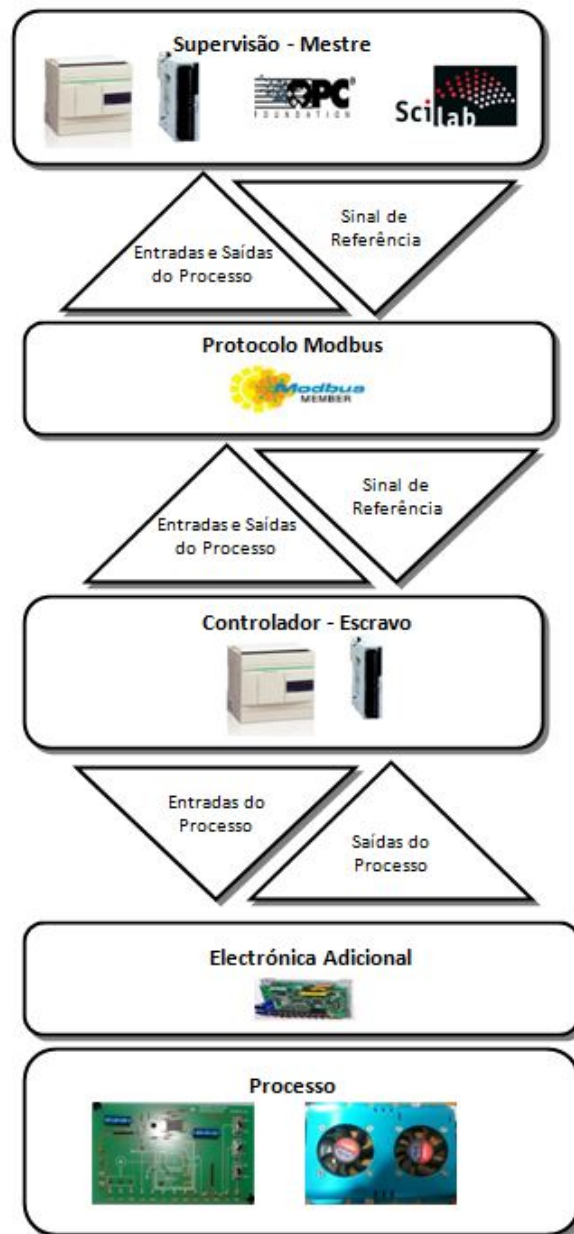 Supervisão - Mestre
OPC®
FOUNDATION
Scilab
Entradas e Saídas
do Processo
Sinal de
Referência
Protocolo Modbus
Modbus
MEMBER
Entradas e Saídas
do Processo
Sinal de
Referência
Controlador - Escravo
Entradas do
Processo
Saídas do
Processo
Electrónica Adicional
Processo